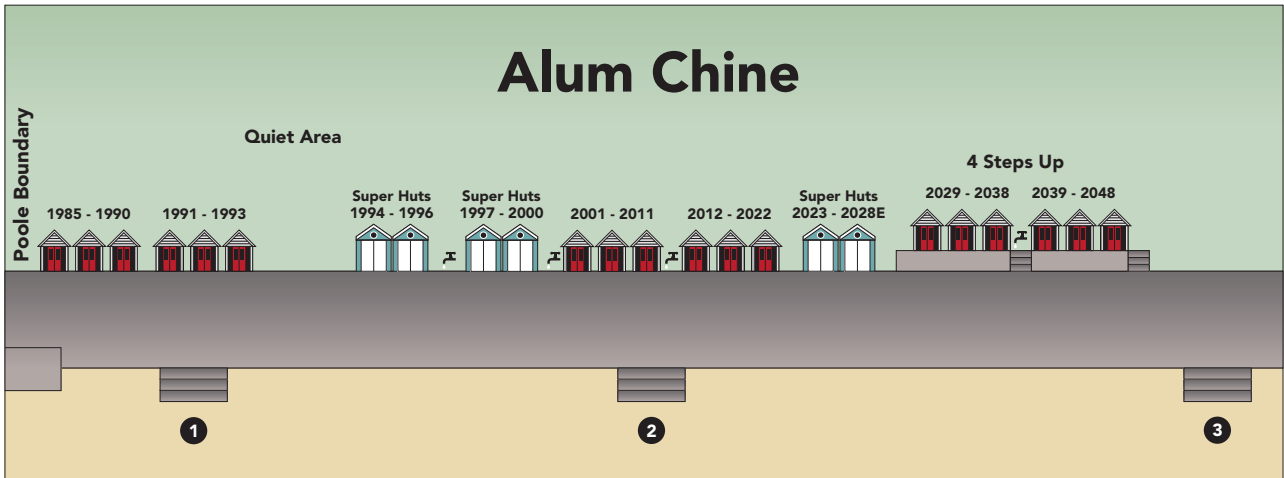 Alum Chine
Poole Boundary
Quiet Area
4 Steps Up
1985 - 1990
1991 - 1993
Super Huts
1994 - 1996
Super Huts
1997 - 2000
2001 - 2011
2012 - 2022
Super Huts
2023 - 2028E
2029 - 2038
2039 - 2048
1
2
3